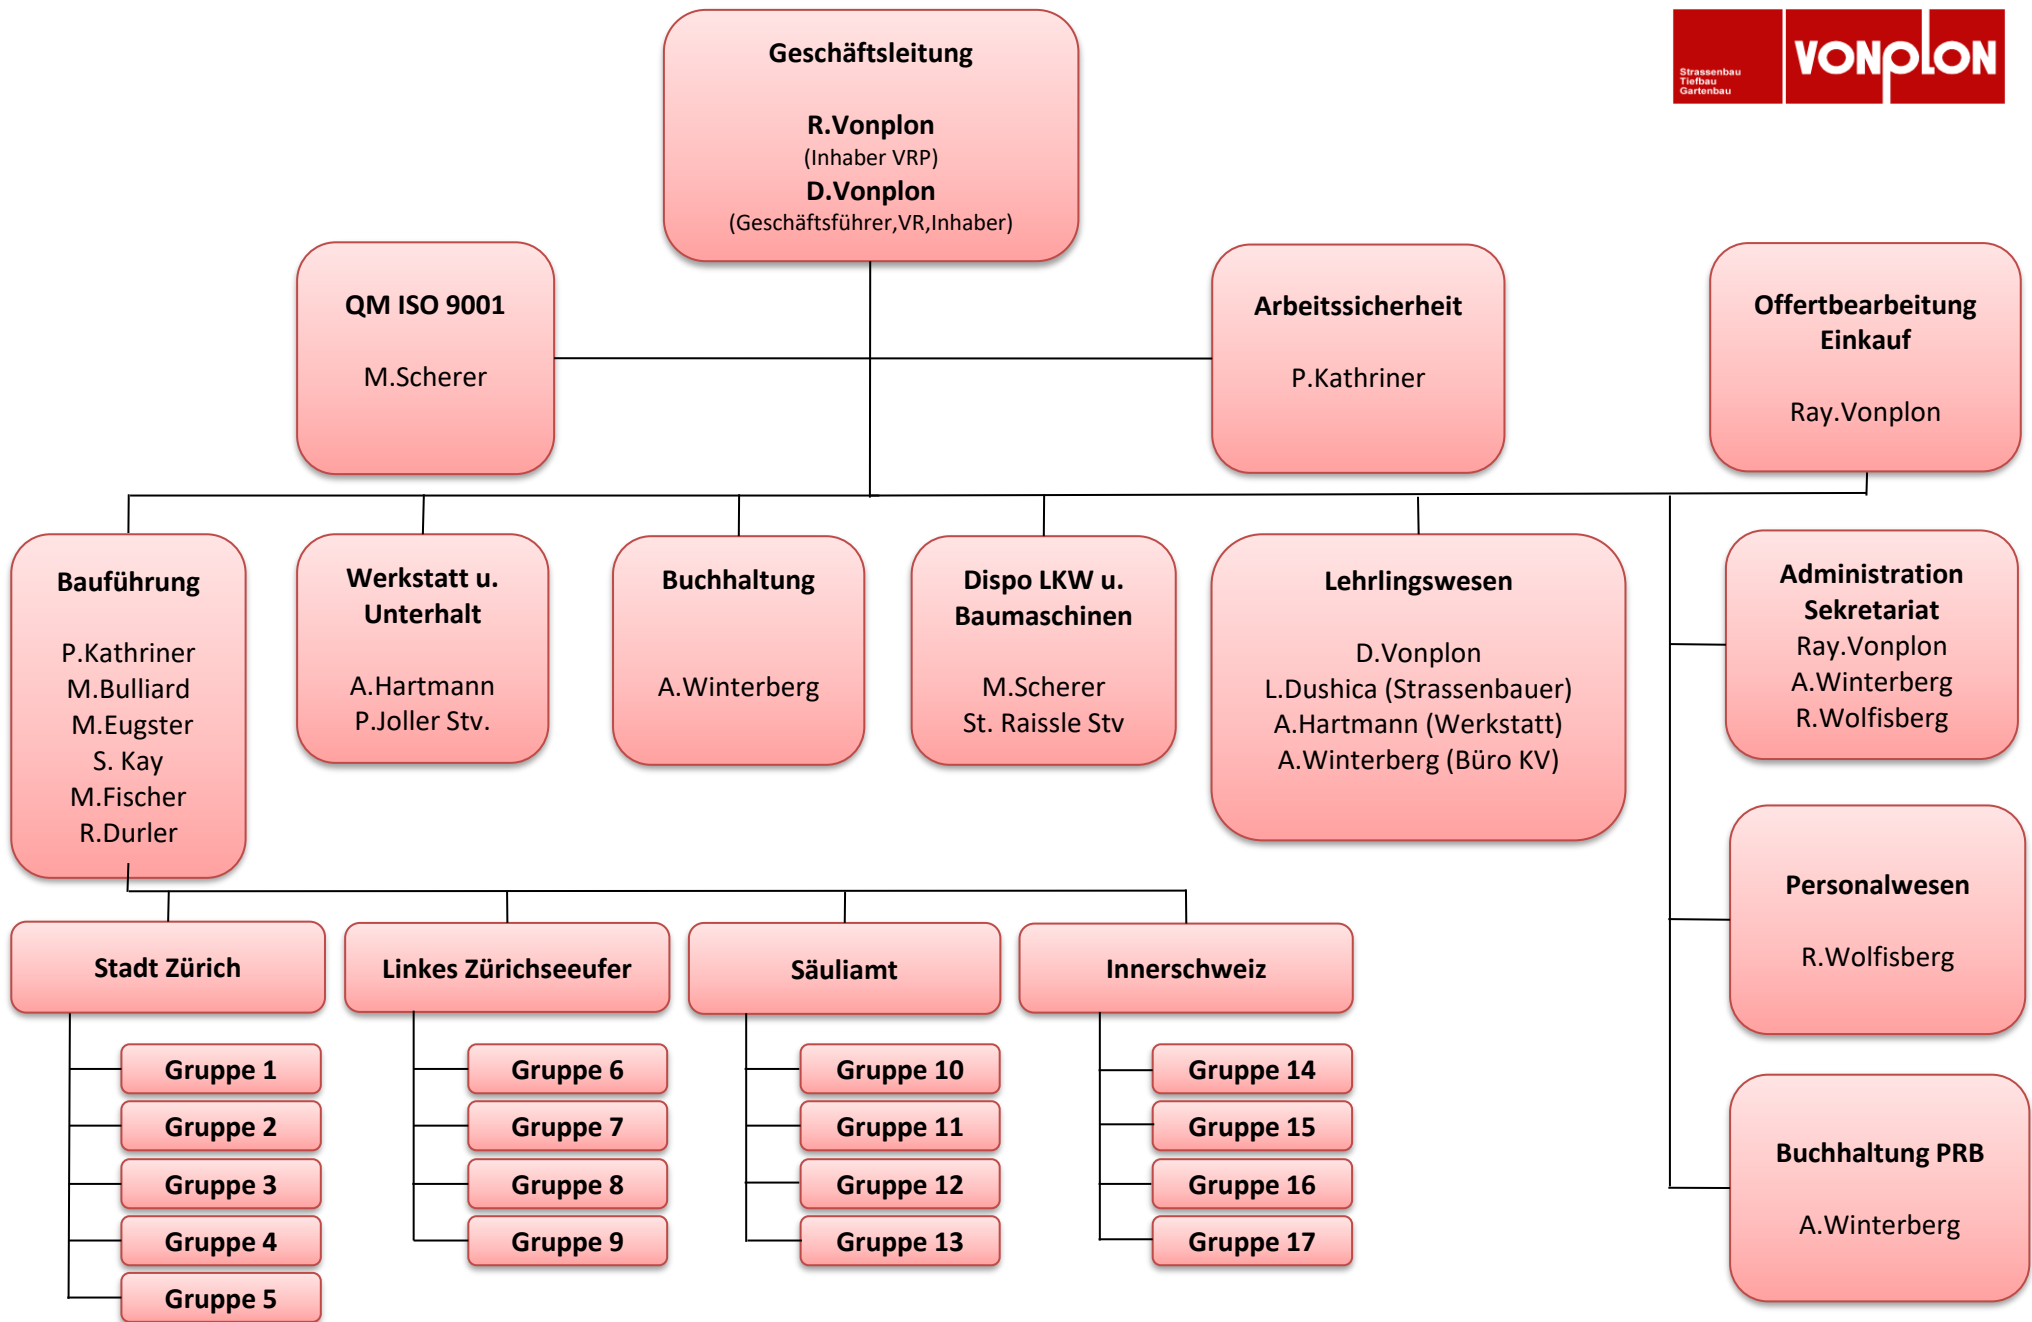 Geschäftsleitung
R.Vonplon
(Inhaber VRP)
D.Vonplon
(Geschäftsführer,VR,Inhaber)
Strassenbau
Tiefbau
Gartenbau
VONPLON
QM ISO 9001
M.Scherer
Arbeitssicherheit
P.Kathriner
Offertbearbeitung
Einkauf
Ray.Vonplon
Bauführung
P.Kathriner
M.Bulliard
M.Eugster
S. Kay
M.Fischer
R.Durler
Werkstatt u.
Unterhalt
A.Hartmann
P.Joller Stv.
Buchhaltung
A.Winterberg
Dispo LKW u.
Baumaschinen
M.Scherer
St. Raissle Stv
Lehrlingswesen
D.Vonplon
L.Dushica (Strassenbauer)
A.Hartmann (Werkstatt)
A.Winterberg (Büro KV)
Administration
Sekretariat
Ray.Vonplon
A.Winterberg
R.Wolfisberg
Personalwesen
R.Wolfisberg
Buchhaltung PRB
A.Winterberg
Stadt Zürich
Gruppe 1
Gruppe 2
Gruppe 3
Gruppe 4
Gruppe 5
Linkes Zürichseeufer
Gruppe 6
Gruppe 7
Gruppe 8
Gruppe 9
Säuliamt
Gruppe 10
Gruppe 11
Gruppe 12
Gruppe 13
Innerschweiz
Gruppe 14
Gruppe 15
Gruppe 16
Gruppe 17